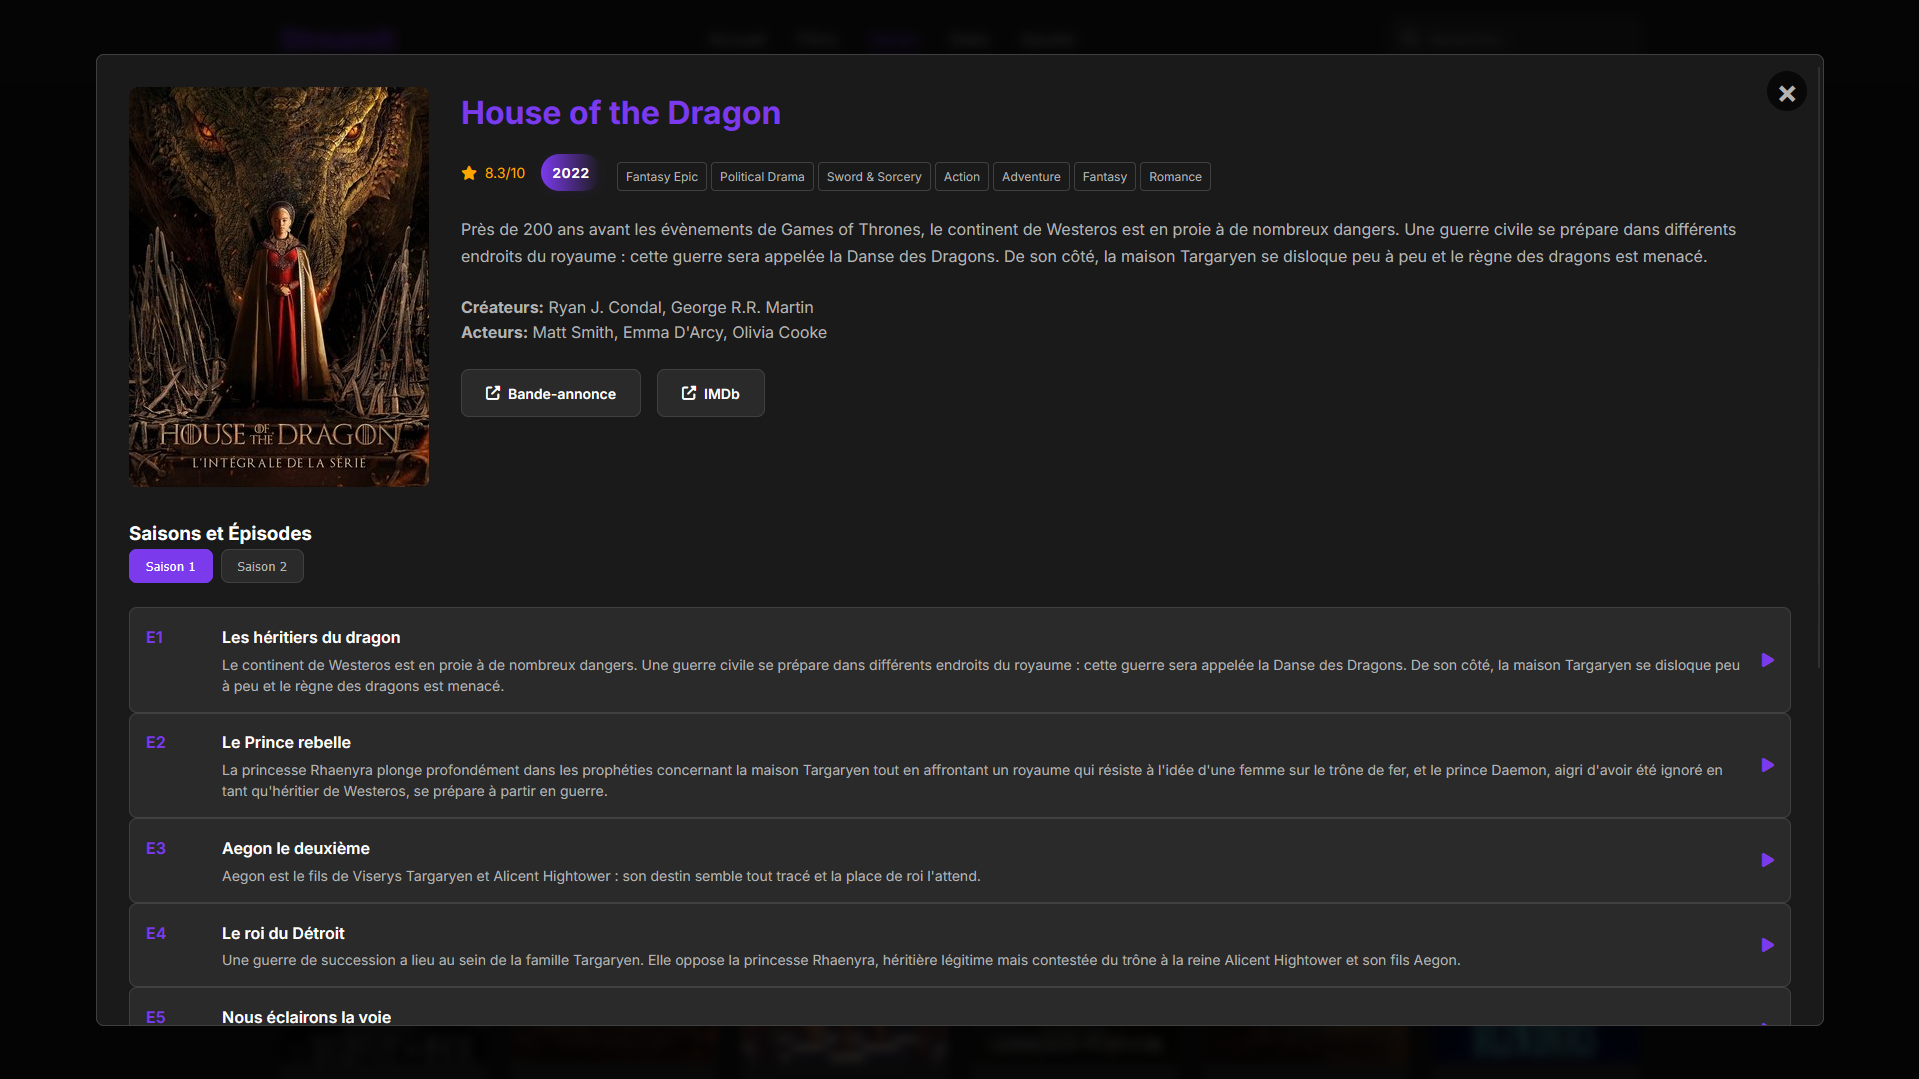 House of the Dragon
8.3/10 2022 Fantasy Epic Political Drama Sword & Sorcery Action Adventure Fantasy Romance
Près de 200 ans avant les évènements de Games of Thrones, le continent de Westeros est en proie à de nombreux dangers. Une guerre civile se prépare dans différents
endroits du royaume : cette guerre sera appelée la Danse des Dragons. De son côté, la maison Targaryen se disloque peu à peu et le règne des dragons est menacé.
Créateurs: Ryan J. Condal, George R.R. Martin
Acteurs: Matt Smith, Emma D'Arcy, Olivia Cooke
Bande-annonce IMDb
HOUSE OF THE DRAGON
L'INTÉGRALE DE LA SÉRIE
Saisons et Épisodes
Saison 1 Saison 2
E1 Les héritiers du dragon
Le continent de Westeros est en proie à de nombreux dangers. Une guerre civile se prépare dans différents endroits du royaume : cette guerre sera appelée la Danse des Dragons. De son côté, la maison Targaryen se disloque peu
à peu et le règne des dragons est menacé.
E2 Le Prince rebelle
La princesse Rhaenyra plonge profondément dans les prophéties concernant la maison Targaryen tout en affrontant un royaume qui résiste à l'idée d'une femme sur le trône de fer, et le prince Daemon, aigri d'avoir été ignoré en
tant qu'héritier de Westeros, se prépare à partir en guerre.
E3 Aegon le deuxième
Aegon est le fils de Viserys Targaryen et Alicent Hightower : son destin semble tout tracé et la place de roi l'attend.
E4 Le roi du Détroit
Une guerre de succession a lieu au sein de la famille Targaryen. Elle oppose la princesse Rhaenyra, héritière légitime mais contestée du trône à la reine Alicent Hightower et son fils Aegon.
E5 Nous éclairons la voie